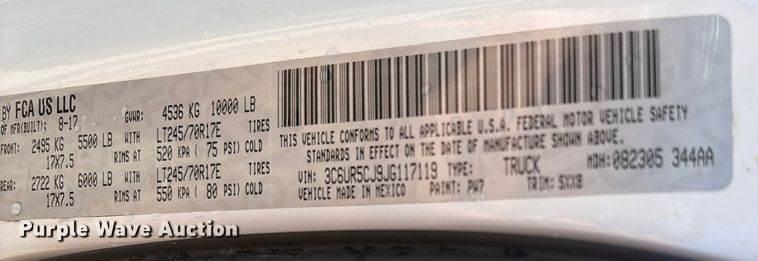 BY FCA US LLC
OF MFR(BUILT): 8-17 GVWR: 4536 KG 10000 LB
FRONT: 2495 KG 5500 LB WITH LT245/70R17E TIRES
17X7.5 RIMS AT 520 KPA ( 75 PSI) COLD
REAR: 2722 KG 6000 LB WITH LT245/70R17E TIRES
17X7.5 RIMS AT 550 KPA ( 80 PSI) COLD
THIS VEHICLE CONFORMS TO ALL APPLICABLE U.S.A. FEDERAL MOTOR VEHICLE SAFETY
STANDARDS IN EFFECT ON THE DATE OF MANUFACTURE SHOWN ABOVE.
VIN: 3C6UR5CJ9JG117119 TYPE: TRUCK MDH: 082305 344AA
VEHICLE MADE IN MEXICO PAINT: PW7 TRIM: SXX8
Purple Wave Auction
Purple Wave Auction